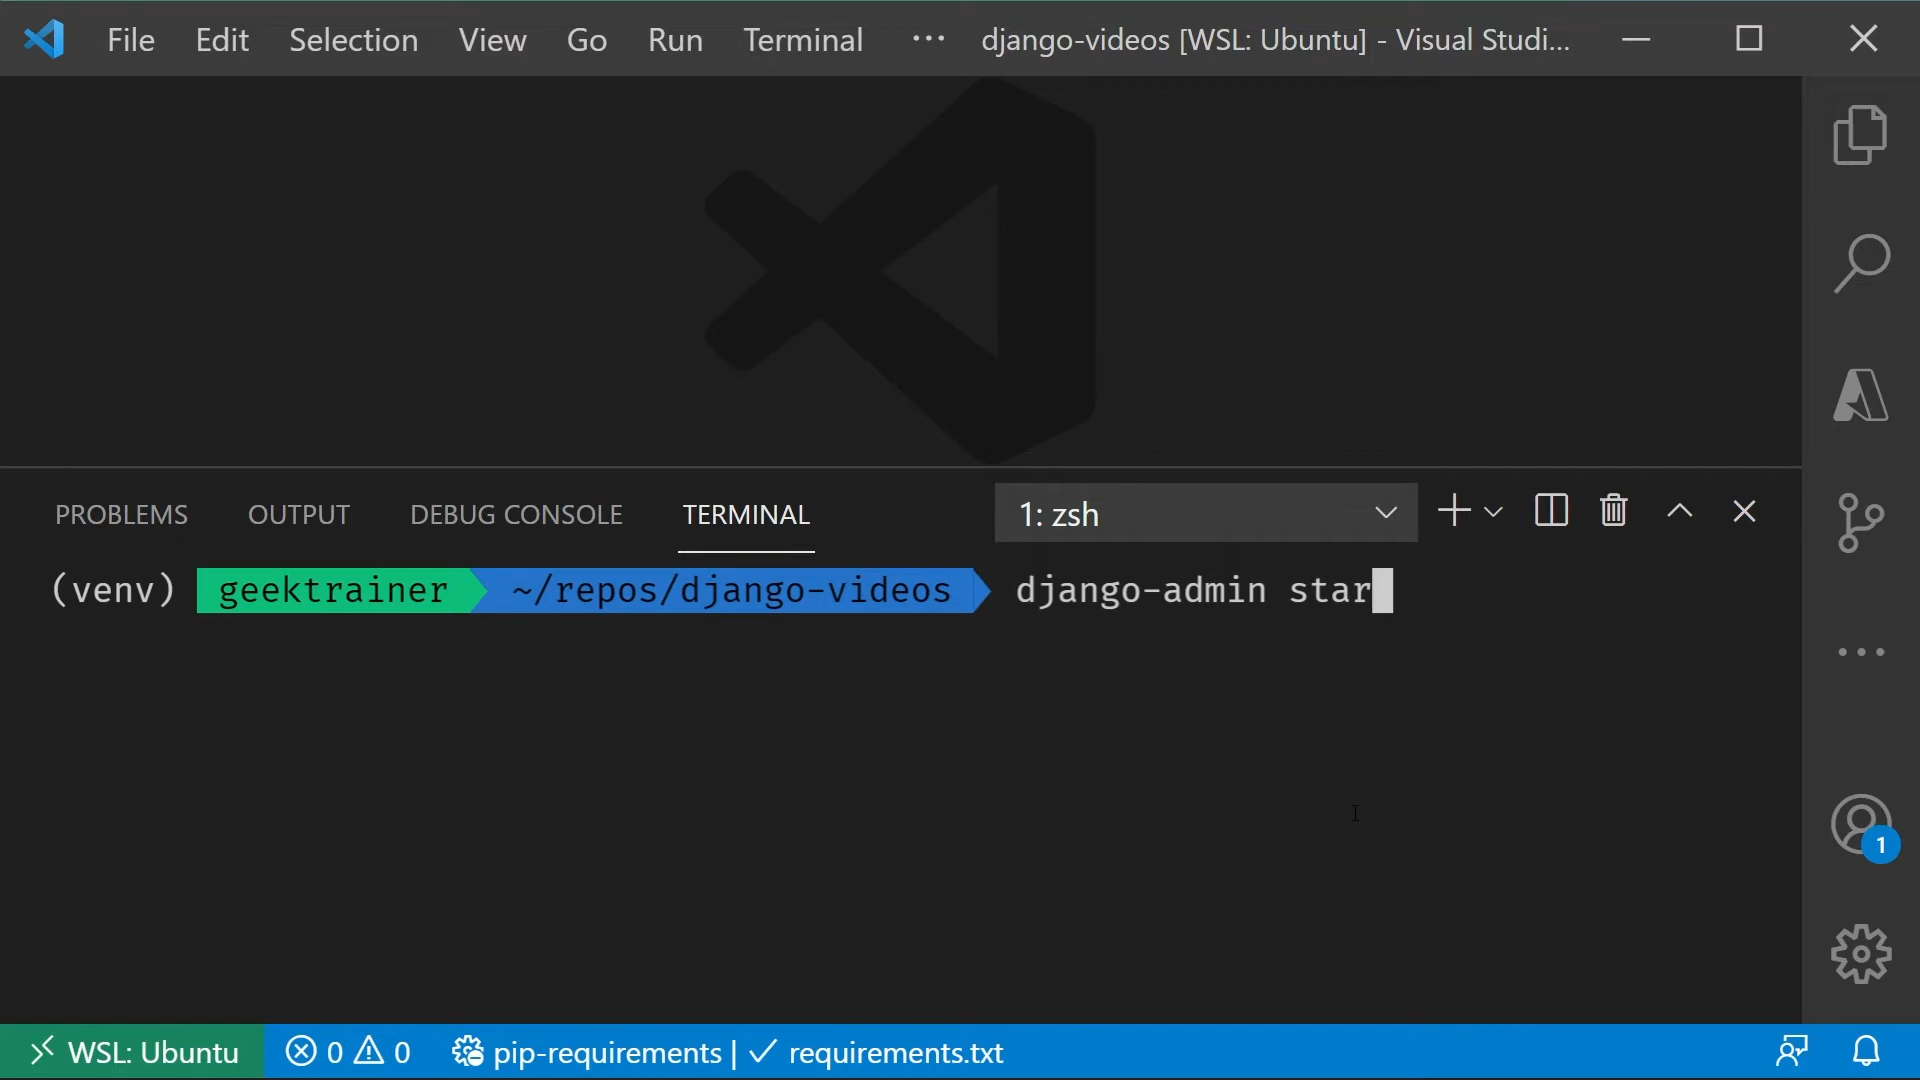 File Edit Selection View Go Run Terminal ··· django-videos [WSL: Ubuntu] - Visual Studi...
PROBLEMS OUTPUT DEBUG CONSOLE TERMINAL 1: zsh
(venv) geektrainer ~/repos/django-videos django-admin star
1
WSL: Ubuntu 0 0 pip-requirements | ✓ requirements.txt